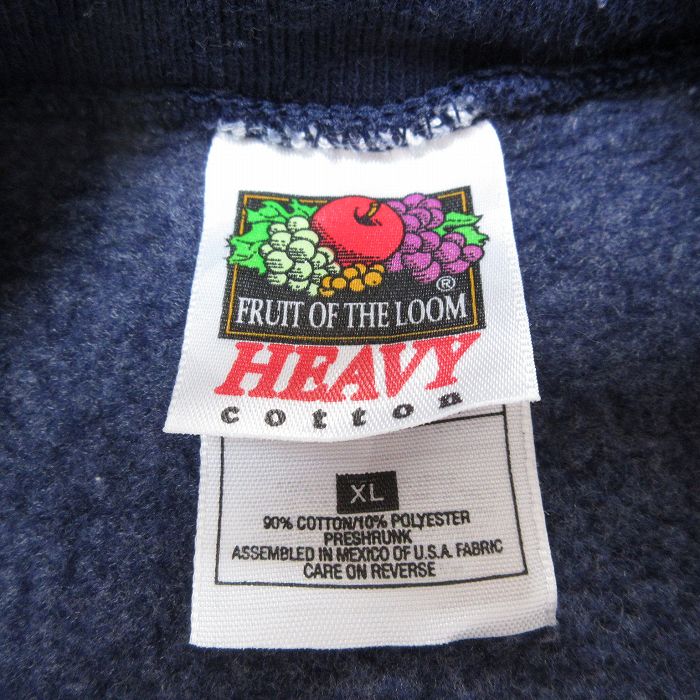 FRUIT OF THE LOOM ®
HEAVY
cotton
XL
90% COTTON/10% POLYESTER
PRESHRUNK
ASSEMBLED IN MEXICO OF U.S.A. FABRIC
CARE ON REVERSE